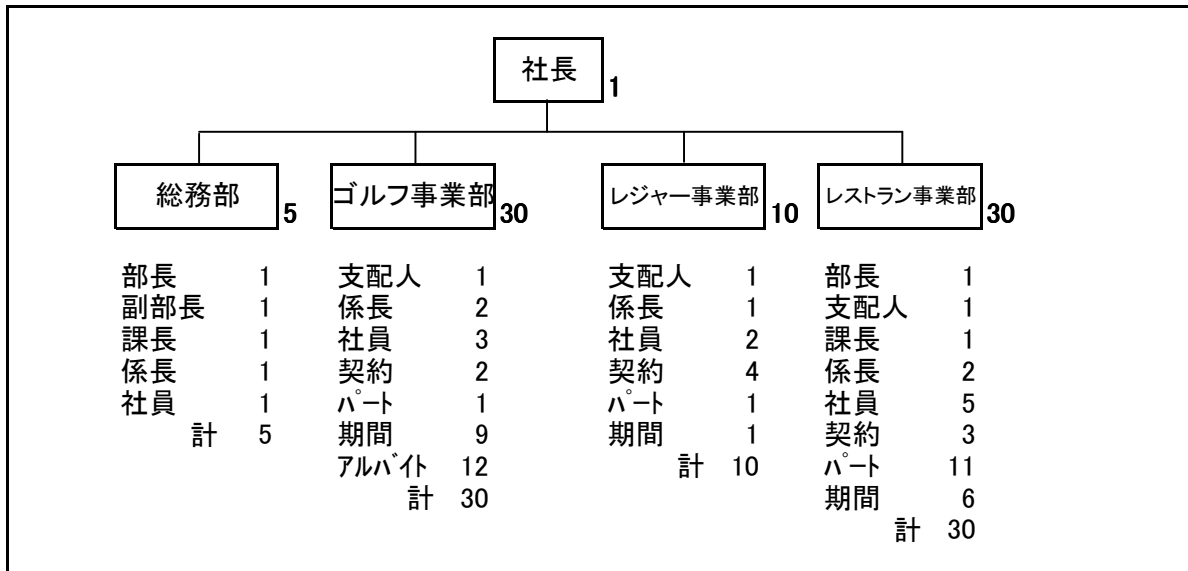 社長 1
総務部 5
ゴルフ事業部 30
レジャー事業部 10
レストラン事業部 30
部長 1
副部長 1
課長 1
係長 1
社員 1
計 5
支配人 1
係長 2
社員 3
契約 2
パート 1
期間 9
アルバイト 12
計 30
支配人 1
係長 1
社員 2
契約 4
パート 1
期間 1
計 10
部長 1
支配人 1
課長 1
係長 2
社員 5
契約 3
パート 11
期間 6
計 30